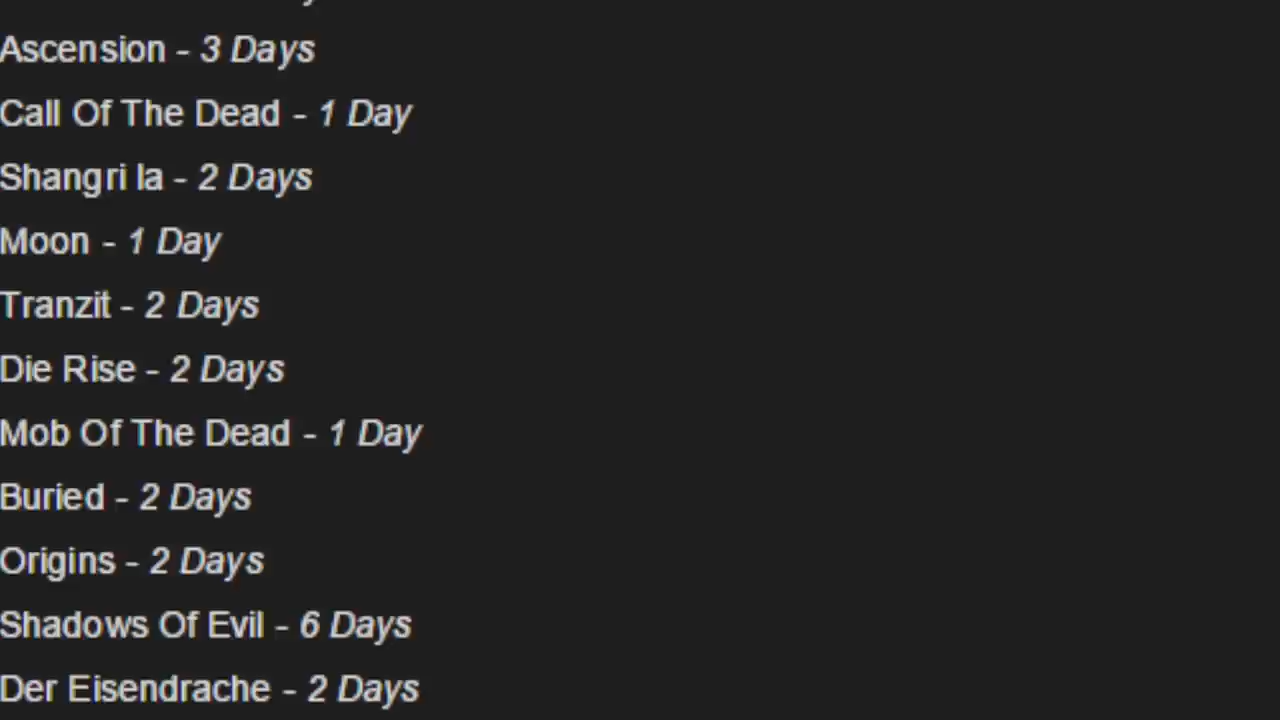 Ascension - 3 Days
Call Of The Dead - 1 Day
Shangri la - 2 Days
Moon - 1 Day
Tranzit - 2 Days
Die Rise - 2 Days
Mob Of The Dead - 1 Day
Buried - 2 Days
Origins - 2 Days
Shadows Of Evil - 6 Days
Der Eisendrache - 2 Days